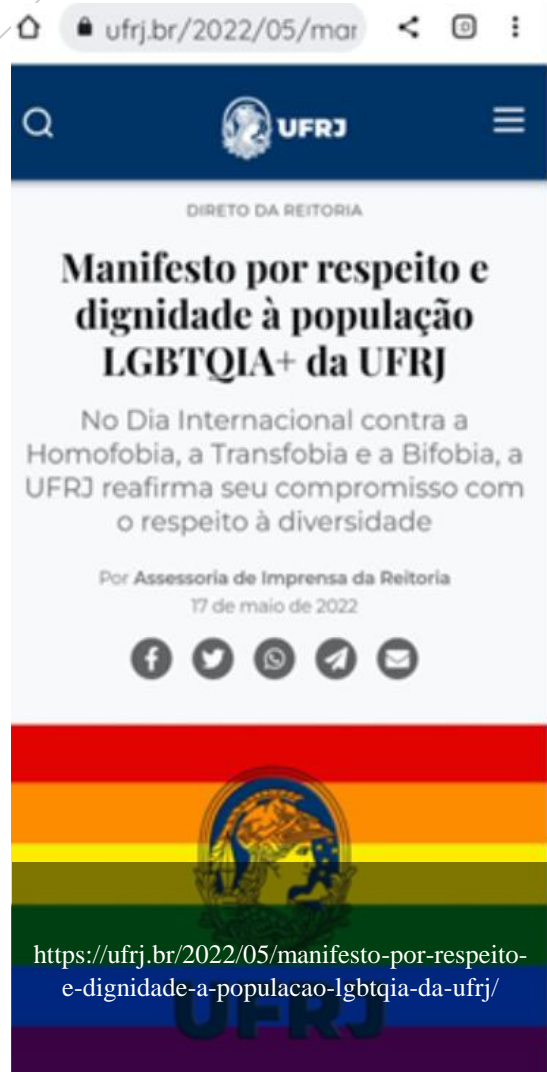 ufrj.br/2022/05/mar
UFRJ
DIRETO DA REITORIA
Manifesto por respeito e
dignidade à população
LGBTQIA+ da UFRJ
No Dia Internacional contra a
Homofobia, a Transfobia e a Bifobia, a
UFRJ reafirma seu compromisso com
o respeito à diversidade
Por Assessoria de Imprensa da Reitoria
17 de maio de 2022
https://ufrj.br/2022/05/manifesto-por-respeito-
e-dignidade-a-populacao-lgbtqia-da-ufrj/
UFRJ